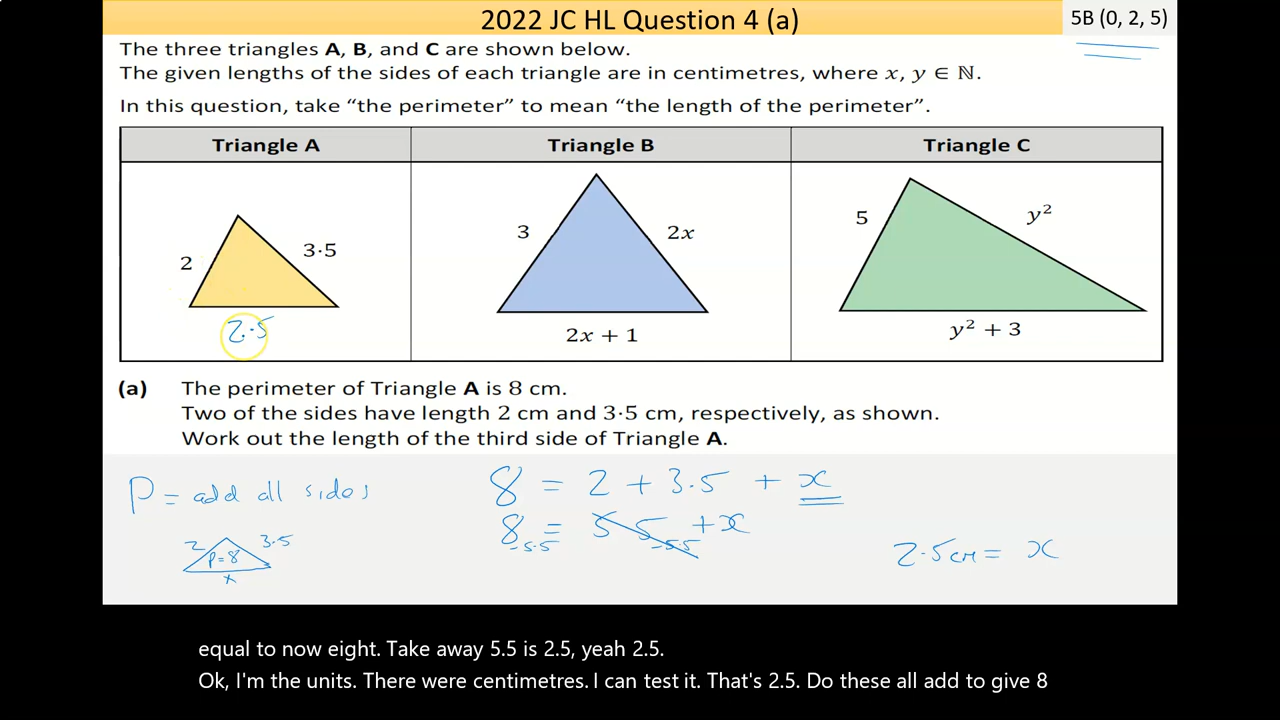 2022 JC HL Question 4 (a)
5B (0, 2, 5)
The three triangles A, B, and C are shown below.
The given lengths of the sides of each triangle are in centimetres, where x, y ∈ ℕ.
In this question, take “the perimeter” to mean “the length of the perimeter”.
Triangle A Triangle B Triangle C
2 3·5
2.5
3 2x
2x + 1
5 y²
y² + 3
(a) The perimeter of Triangle A is 8 cm.
Two of the sides have length 2 cm and 3·5 cm, respectively, as shown.
Work out the length of the third side of Triangle A.
P = add all sides
2 3.5
P=8
x
8 = 2 + 3.5 + x
8 = 5 5 + x
-5.5 -5.5
2.5cm = x
equal to now eight. Take away 5.5 is 2.5, yeah 2.5.
Ok, I'm the units. There were centimetres. I can test it. That's 2.5. Do these all add to give 8